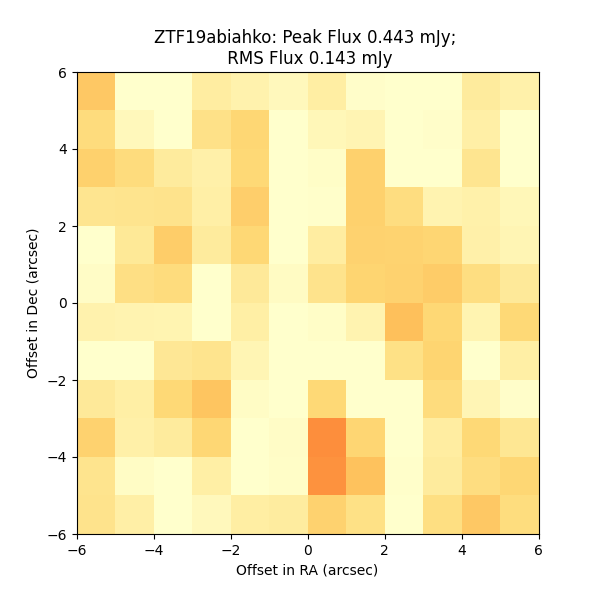 ZTF19abiahko: Peak Flux 0.443 mJy;
RMS Flux 0.143 mJy
6
4
2
0
−2
−4
−6
Offset in Dec (arcsec)
−6 −4 −2 0 2 4 6
Offset in RA (arcsec)